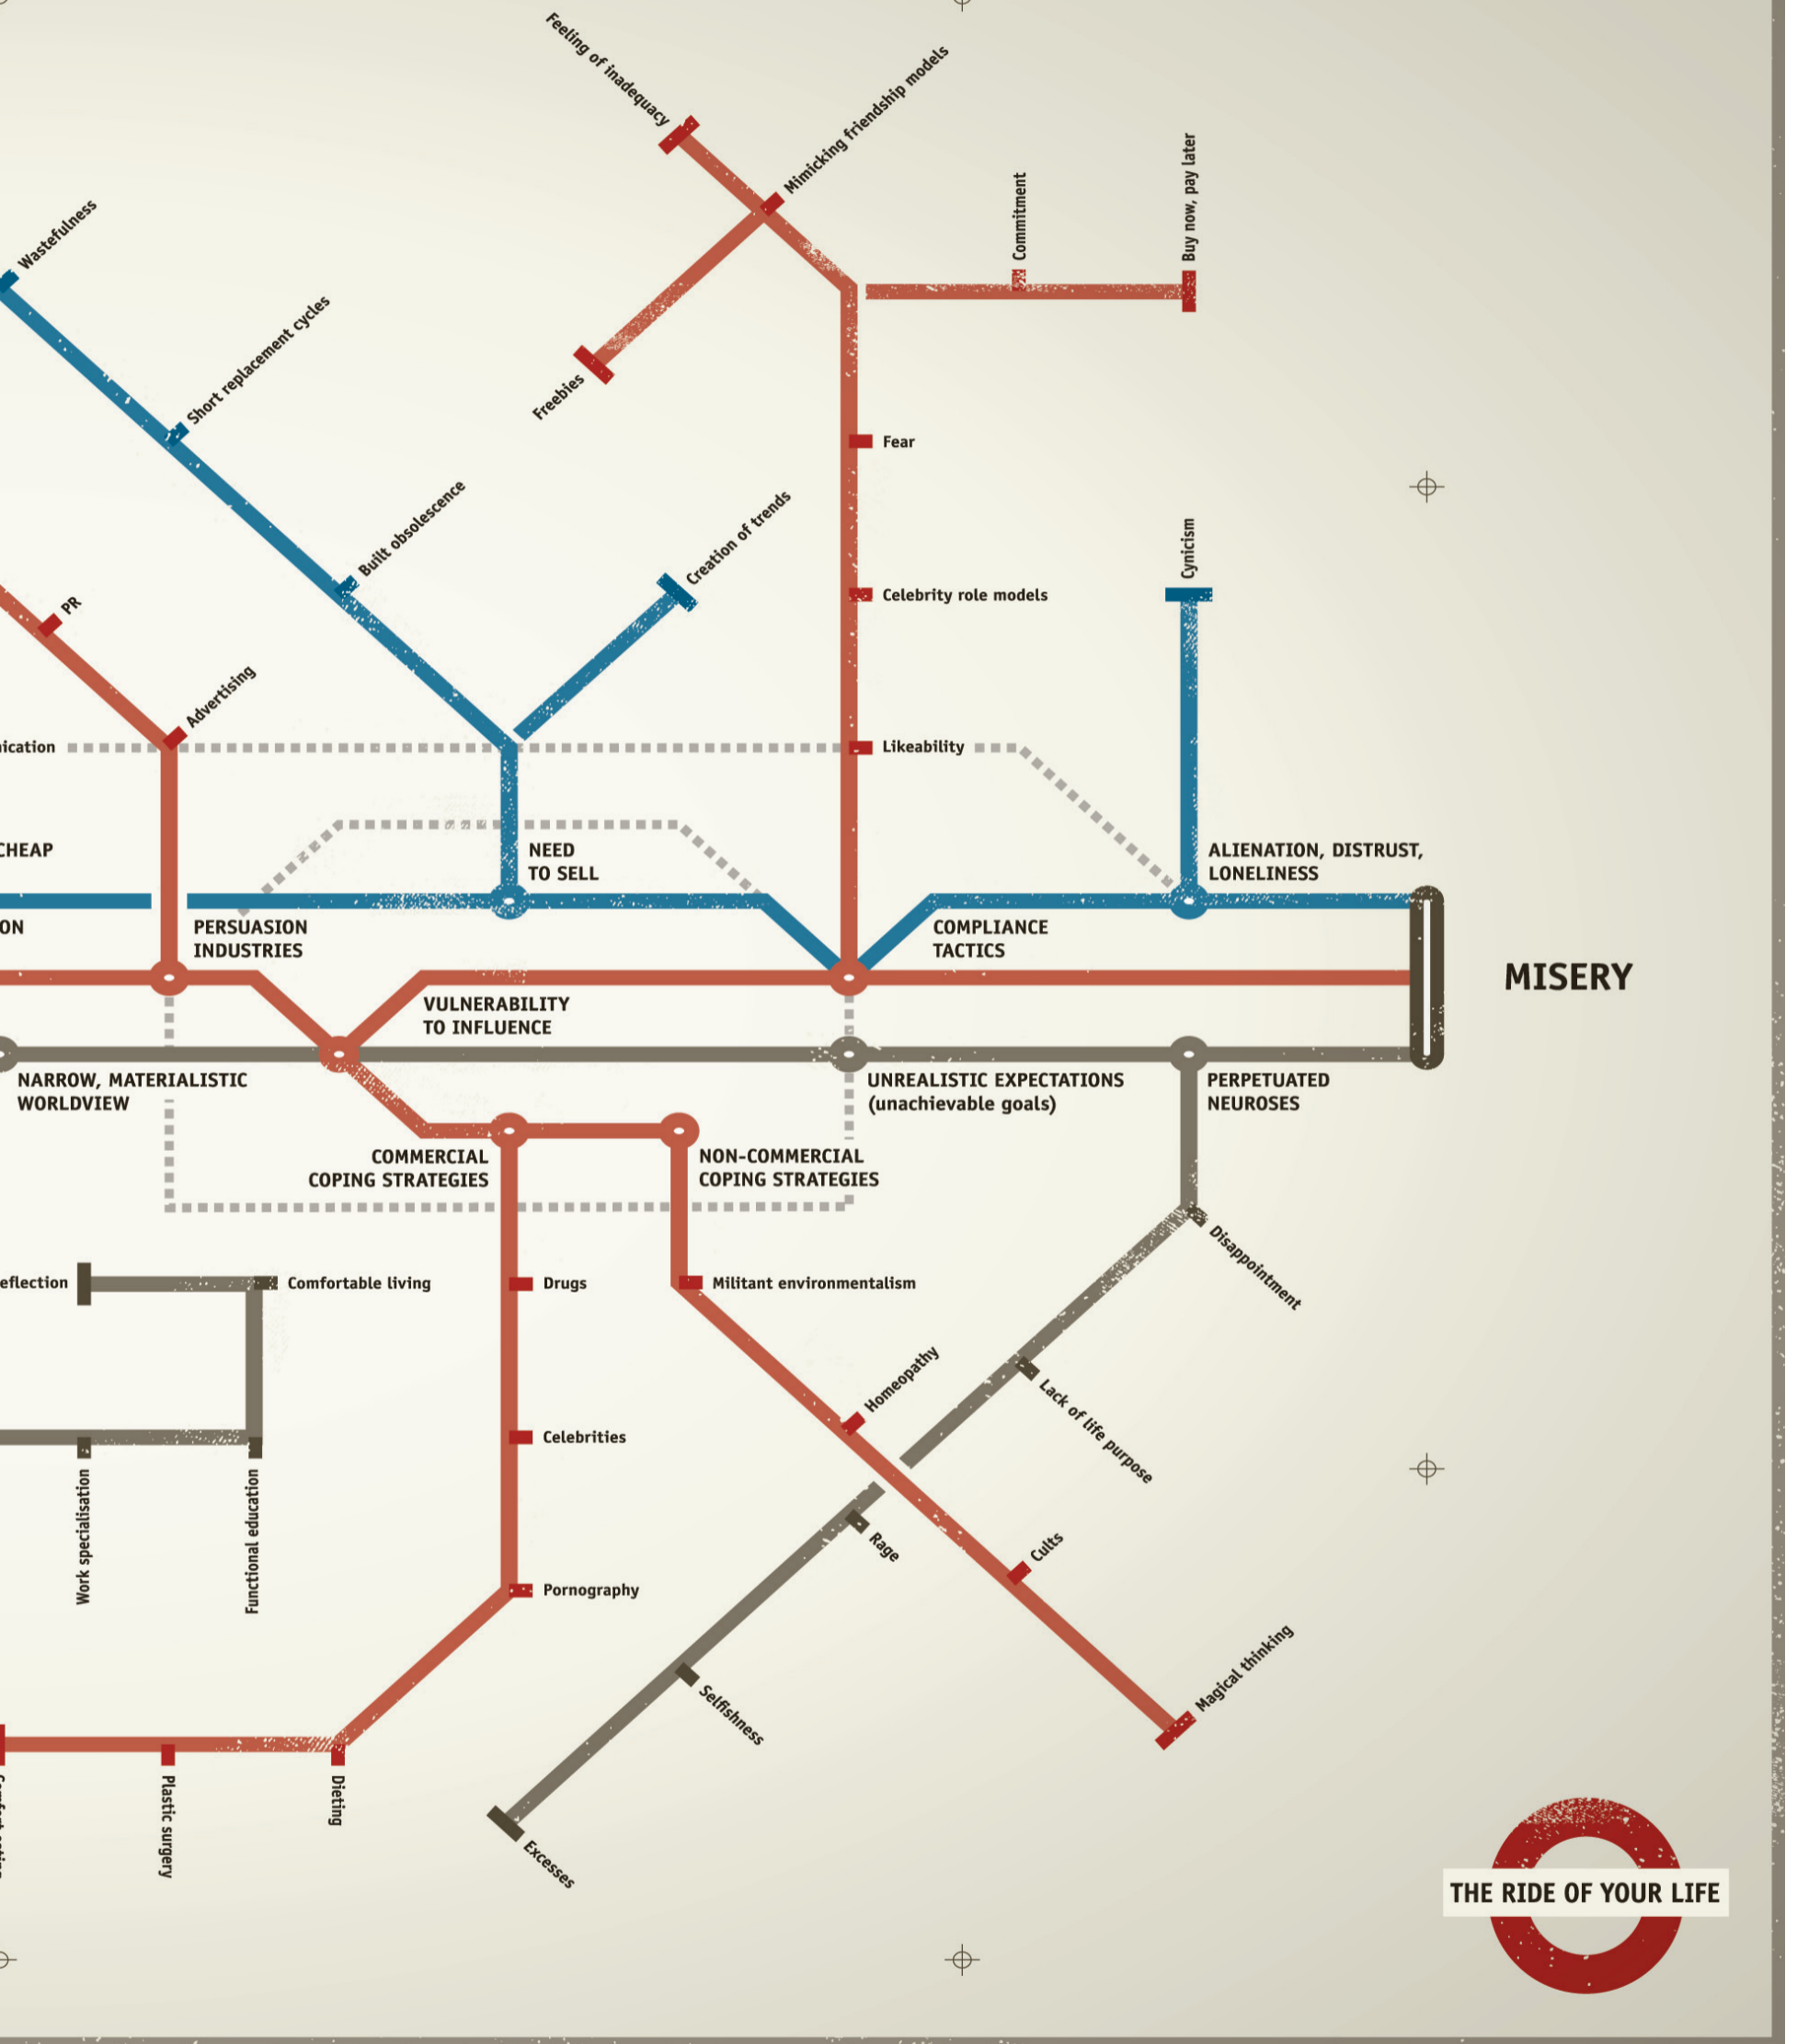 Feeling of inadequacy
Mimicking friendship models
Commitment
Buy now, pay later
Wastefulness
Short replacement cycles
Freebies
Fear
Built obsolescence
Creation of trends
Cynicism
PR
Celebrity role models
Advertising
Likeability
CHEAP
NEED
TO SELL
ALIENATION, DISTRUST,
LONELINESS
ON
PERSUASION
INDUSTRIES
COMPLIANCE
TACTICS
MISERY
VULNERABILITY
TO INFLUENCE
NARROW, MATERIALISTIC
WORLDVIEW
UNREALISTIC EXPECTATIONS
(unachievable goals)
PERPETUATED
NEUROSES
COMMERCIAL
COPING STRATEGIES
NON-COMMERCIAL
COPING STRATEGIES
Disappointment
eflection
Comfortable living
Drugs
Militant environmentalism
Homeopathy
Lack of life purpose
Celebrities
Work specialisation
Functional education
Rage
Cults
Pornography
Selfishness
Magical thinking
Plastic surgery
Dieting
Excesses
THE RIDE OF YOUR LIFE